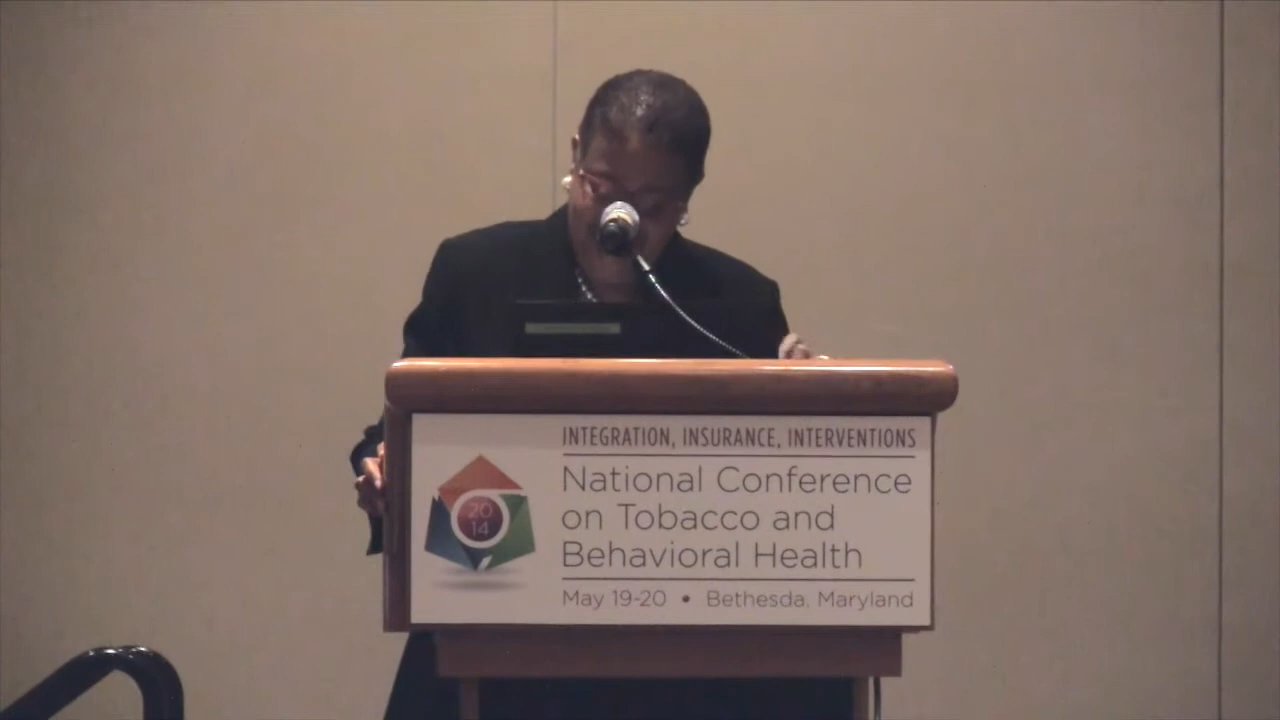 INTEGRATION, INSURANCE, INTERVENTIONS
National Conference
on Tobacco and
Behavioral Health
May 19-20 • Bethesda, Maryland
20
14